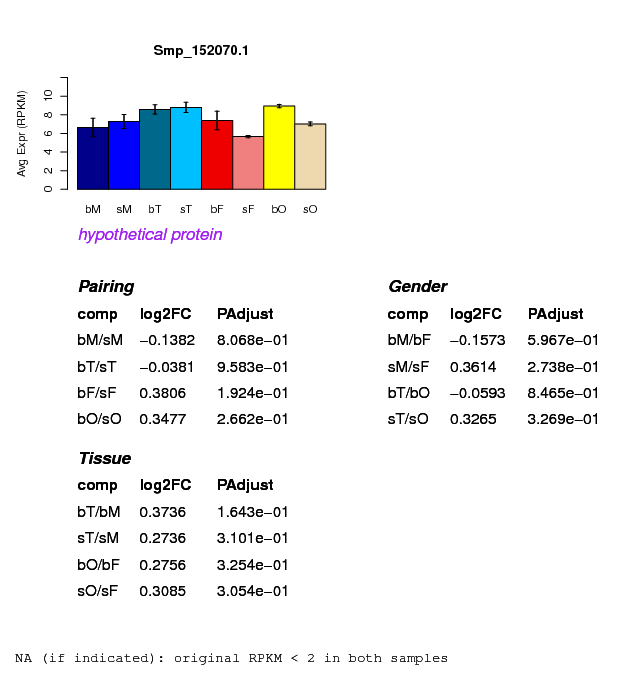 Smp_152070.1
Avg Expr (RPKM)
0 2 4 6 8 10
bM sM bT sT bF sF bO sO
hypothetical protein
Pairing
comp log2FC PAdjust
bM/sM −0.1382 8.068e−01
bT/sT −0.0381 9.583e−01
bF/sF 0.3806 1.924e−01
bO/sO 0.3477 2.662e−01
Gender
comp log2FC PAdjust
bM/bF −0.1573 5.967e−01
sM/sF 0.3614 2.738e−01
bT/bO −0.0593 8.465e−01
sT/sO 0.3265 3.269e−01
Tissue
comp log2FC PAdjust
bT/bM 0.3736 1.643e−01
sT/sM 0.2736 3.101e−01
bO/bF 0.2756 3.254e−01
sO/sF 0.3085 3.054e−01
NA (if indicated): original RPKM < 2 in both samples